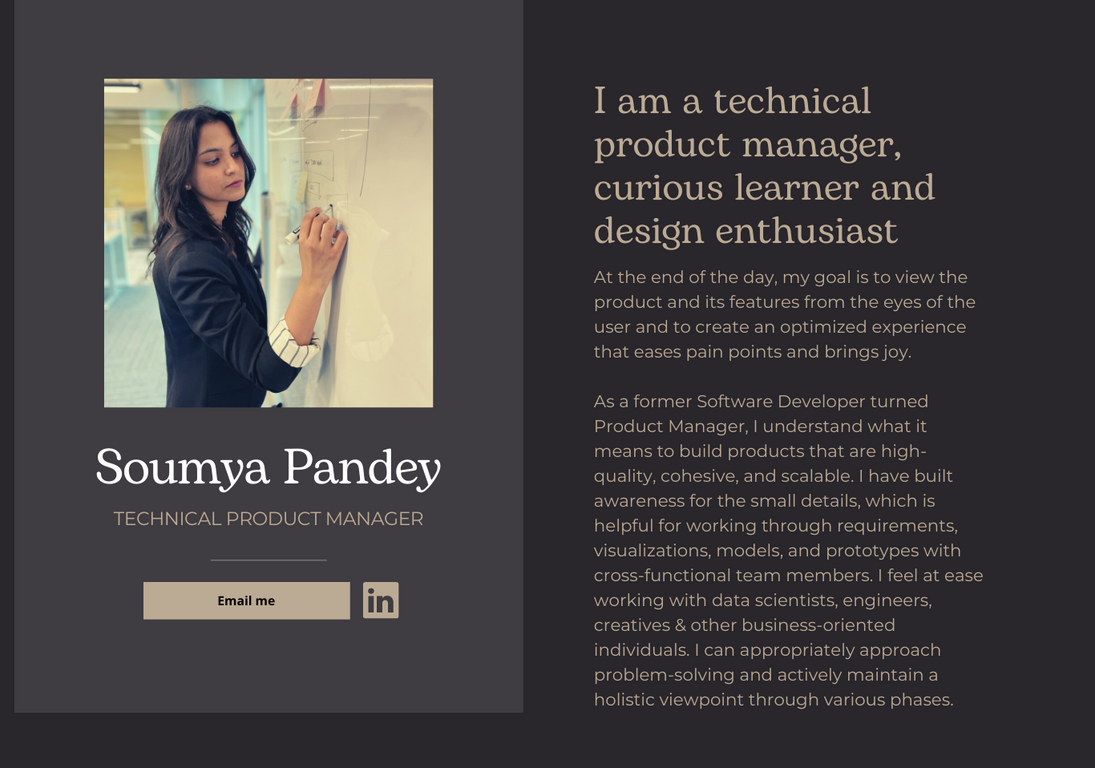 Soumya Pandey
TECHNICAL PRODUCT MANAGER
Email me
in
I am a technical
product manager,
curious learner and
design enthusiast
At the end of the day, my goal is to view the
product and its features from the eyes of the
user and to create an optimized experience
that eases pain points and brings joy.
As a former Software Developer turned
Product Manager, I understand what it
means to build products that are high-
quality, cohesive, and scalable. I have built
awareness for the small details, which is
helpful for working through requirements,
visualizations, models, and prototypes with
cross-functional team members. I feel at ease
working with data scientists, engineers,
creatives & other business-oriented
individuals. I can appropriately approach
problem-solving and actively maintain a
holistic viewpoint through various phases.